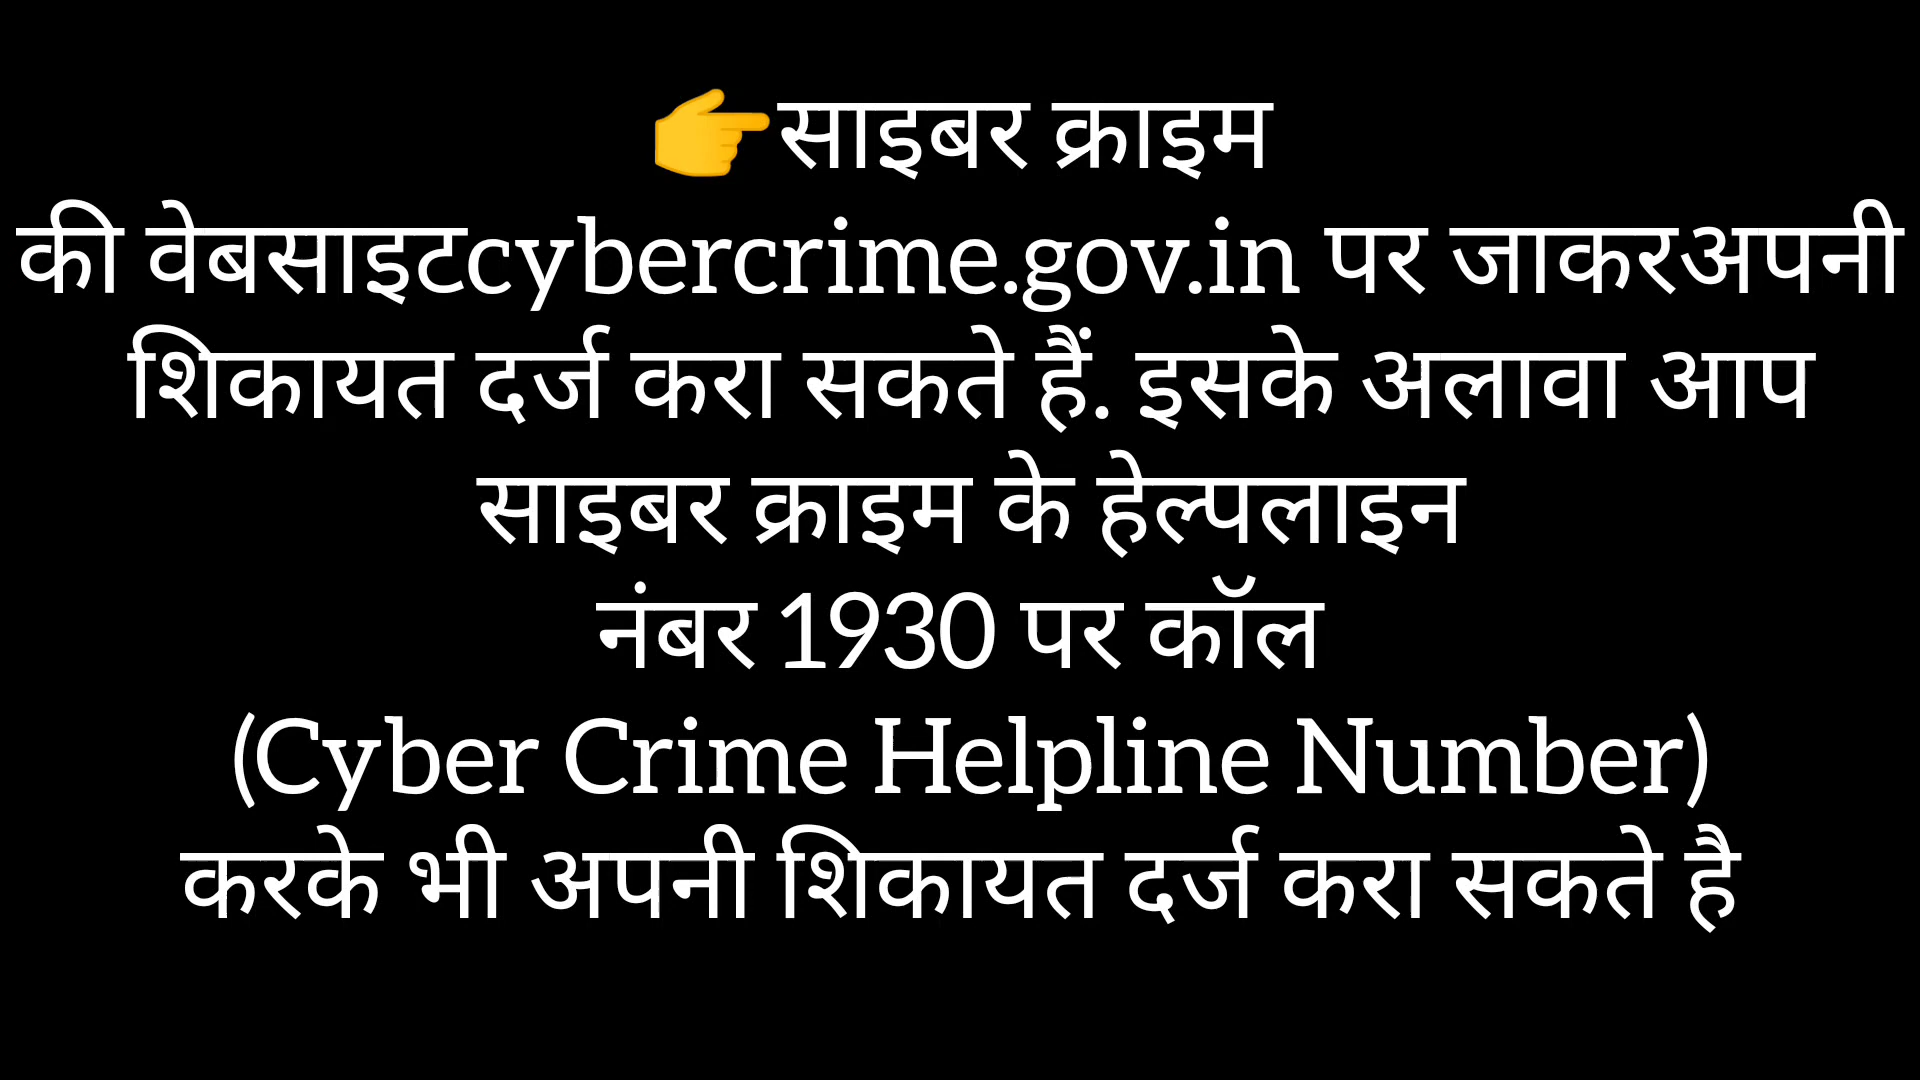 👉साइबर क्राइम
की वेबसाइटcybercrime.gov.in पर जाकरअपनी
शिकायत दर्ज करा सकते हैं. इसके अलावा आप
साइबर क्राइम के हेल्पलाइन
नंबर 1930 पर कॉल
(Cyber Crime Helpline Number)
करके भी अपनी शिकायत दर्ज करा सकते है